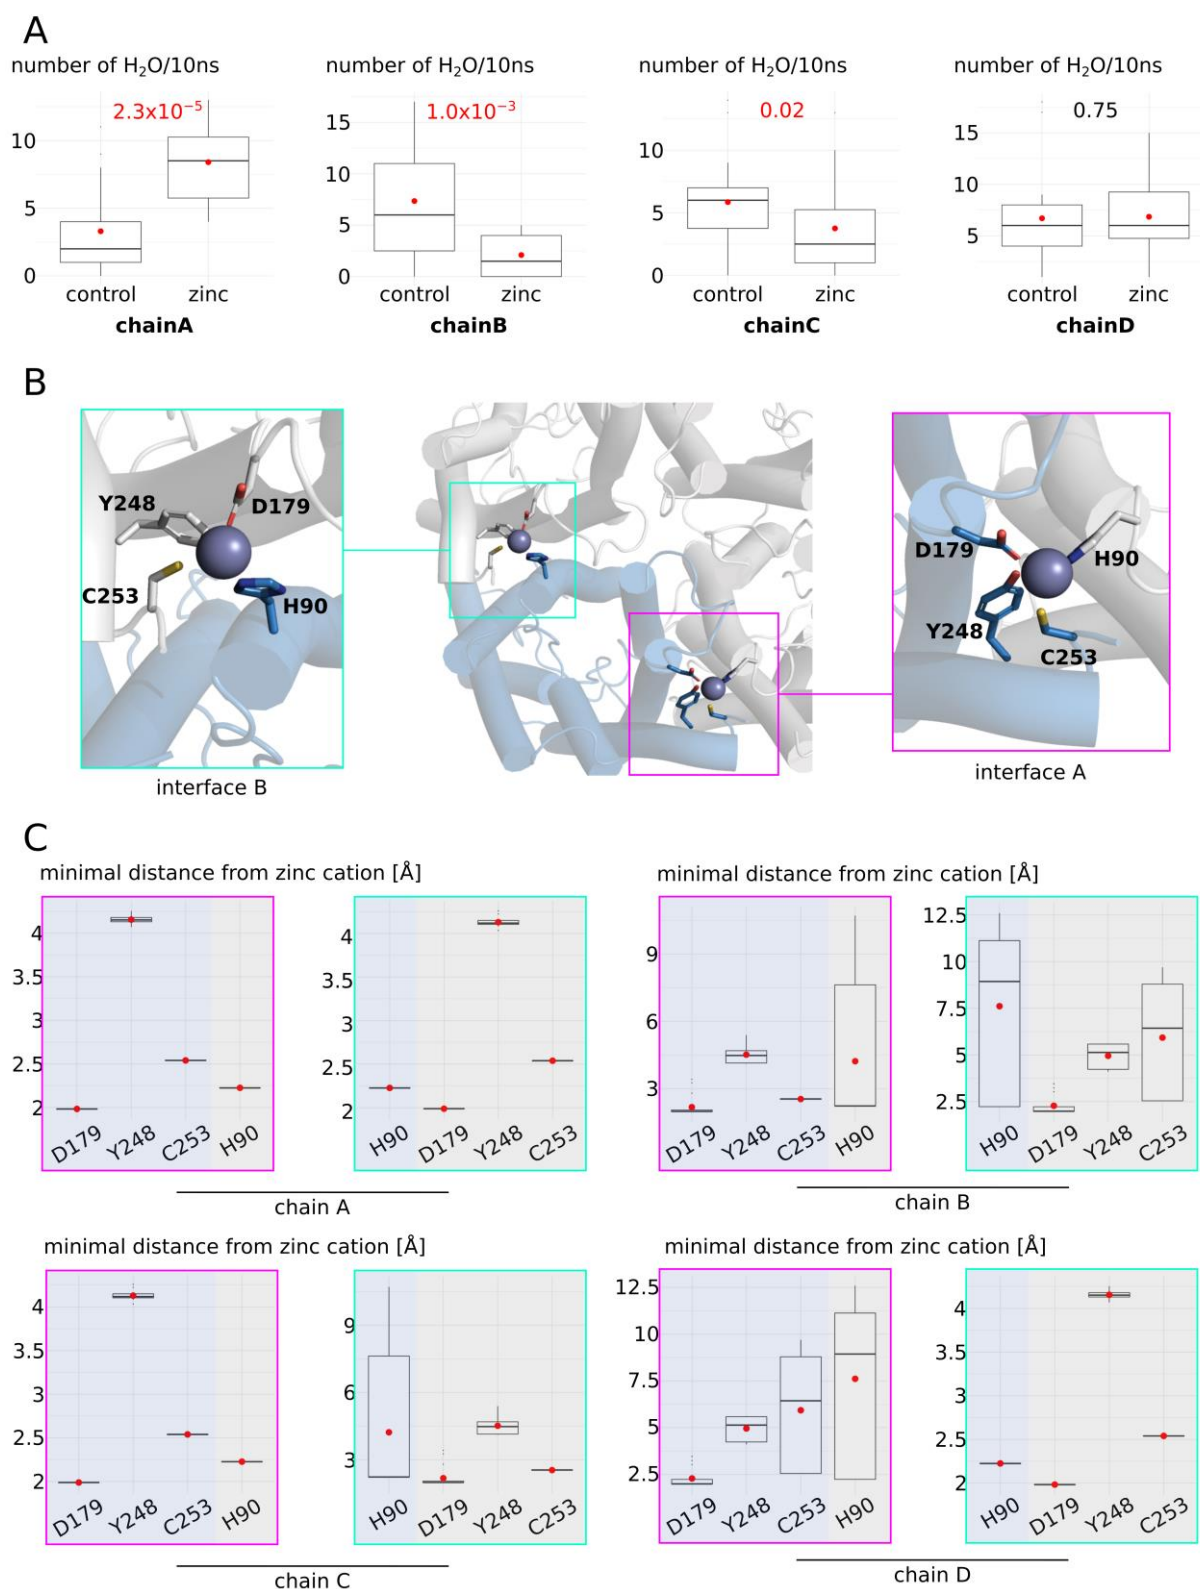 A
number of H₂O/10ns
10
5
0
2.3x10⁻⁵
control zinc
chainA
number of H₂O/10ns
15
10
5
0
1.0x10⁻³
control zinc
chainB
number of H₂O/10ns
10
5
0
0.02
control zinc
chainC
number of H₂O/10ns
15
10
5
0.75
control zinc
chainD
B
Y248
D179
C253
H90
interface B
D179
H90
Y248
C253
interface A
C
minimal distance from zinc cation [Å]
4
3.5
3
2.5
2
D179 Y248 C253 H90
4
3.5
3
2.5
2
H90 D179 Y248 C253
chain A
minimal distance from zinc cation [Å]
9
6
3
D179 Y248 C253 H90
12.5
10
7.5
5
2.5
H90 D179 Y248 C253
chain B
minimal distance from zinc cation [Å]
4
3.5
3
2.5
2
D179 Y248 C253 H90
9
6
3
H90 D179 Y248 C253
chain C
minimal distance from zinc cation [Å]
12.5
10
7.5
5
2.5
D179 Y248 C253 H90
4
3.5
3
2.5
2
H90 D179 Y248 C253
chain D